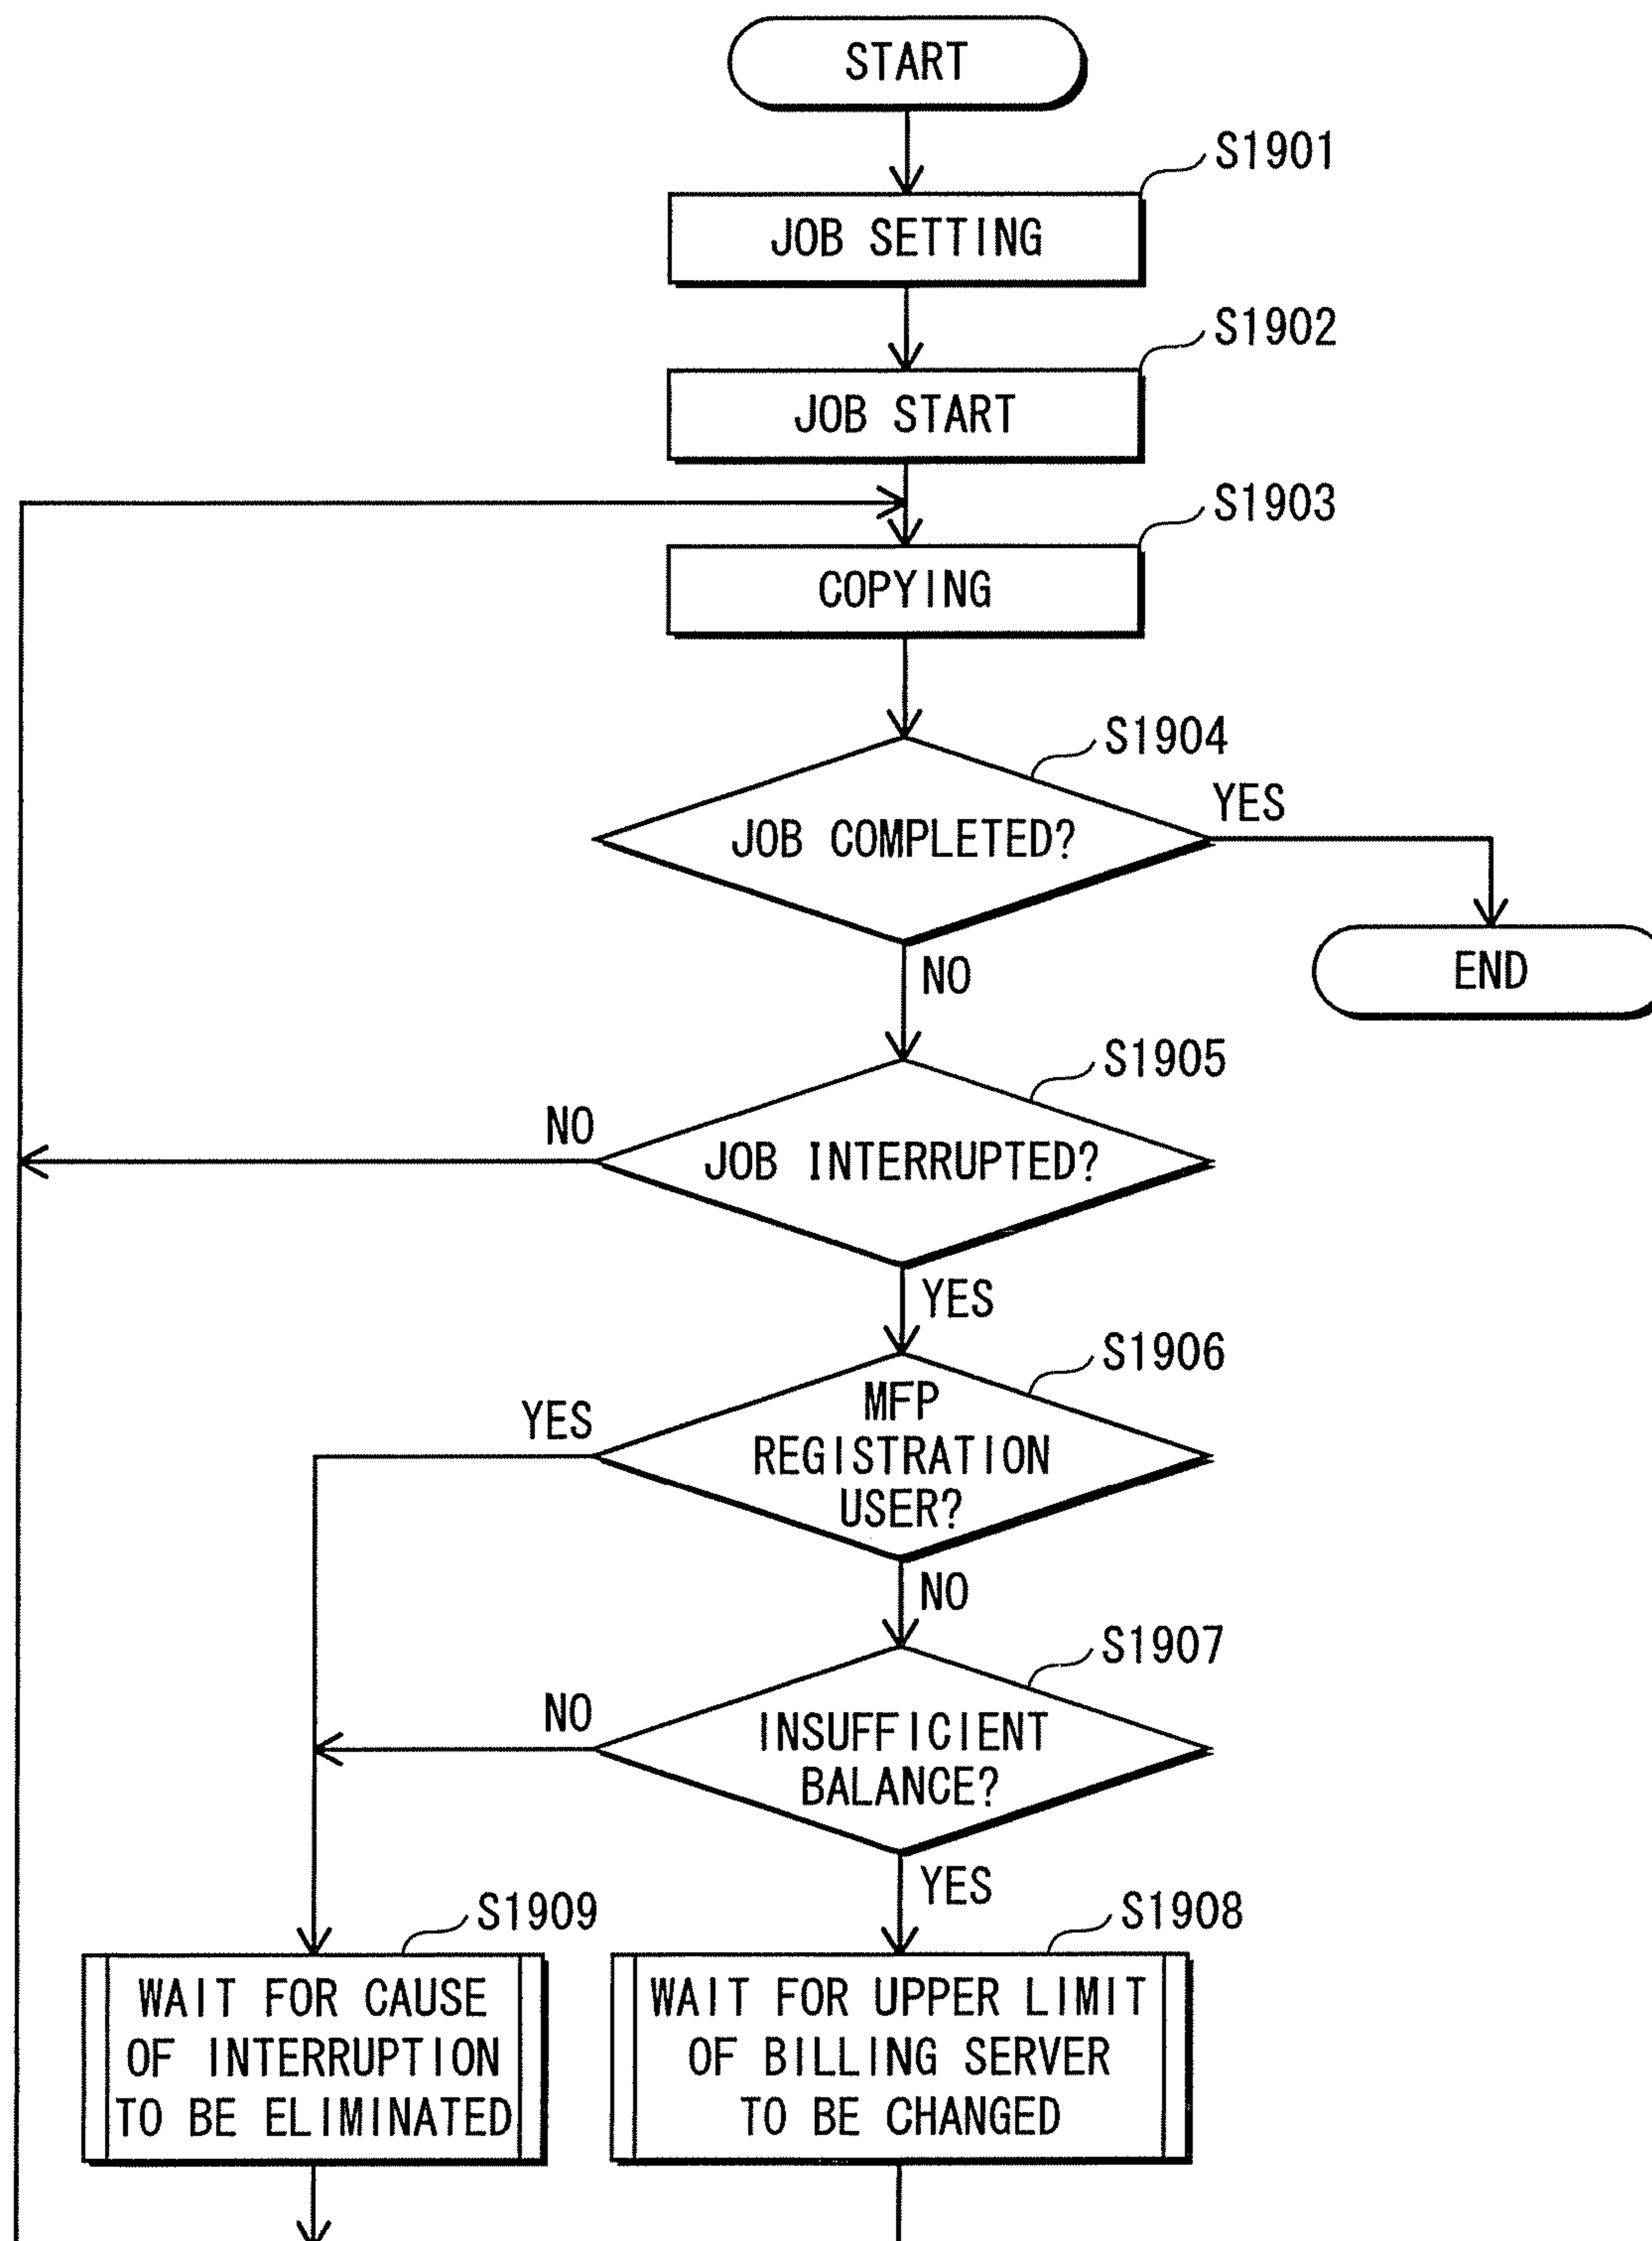 START
S1901
JOB SETTING
S1902
JOB START
S1903
COPYING
S1904
YES
JOB COMPLETED?
NO
END
S1905
NO
JOB INTERRUPTED?
YES
S1906
YES
MFP
REGISTRATION
USER?
NO
S1907
NO
INSUFFICIENT
BALANCE?
YES
S1909
S1908
WAIT FOR CAUSE
OF INTERRUPTION
TO BE ELIMINATED
WAIT FOR UPPER LIMIT
OF BILLING SERVER
TO BE CHANGED